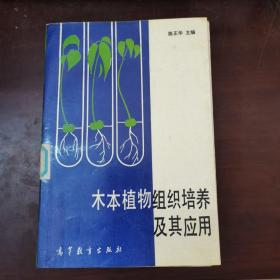 陈正华 主编
木本植物组织培养
及其应用
高等教育出版社